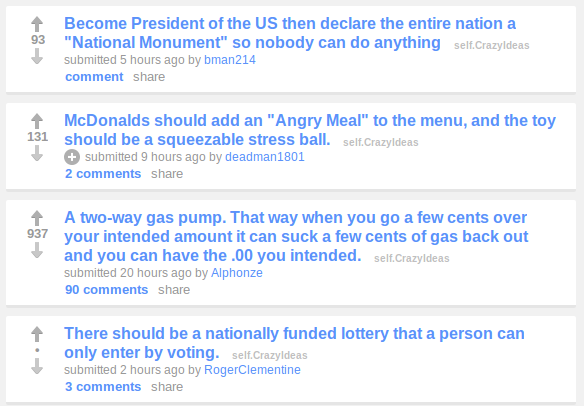 Become President of the US then declare the entire nation a
"National Monument" so nobody can do anything self.CrazyIdeas
93
submitted 5 hours ago by bman214
comment share
McDonalds should add an "Angry Meal" to the menu, and the toy
131
should be a squeezable stress ball. self.CrazyIdeas
submitted 9 hours ago by deadman1801
2 comments share
A two-way gas pump. That way when you go a few cents over
937
your intended amount it can suck a few cents of gas back out
and you can have the .00 you intended. self.CrazyIdeas
submitted 20 hours ago by Alphonze
90 comments share
There should be a nationally funded lottery that a person can
•
only enter by voting. self.CrazyIdeas
submitted 2 hours ago by RogerClementine
3 comments share